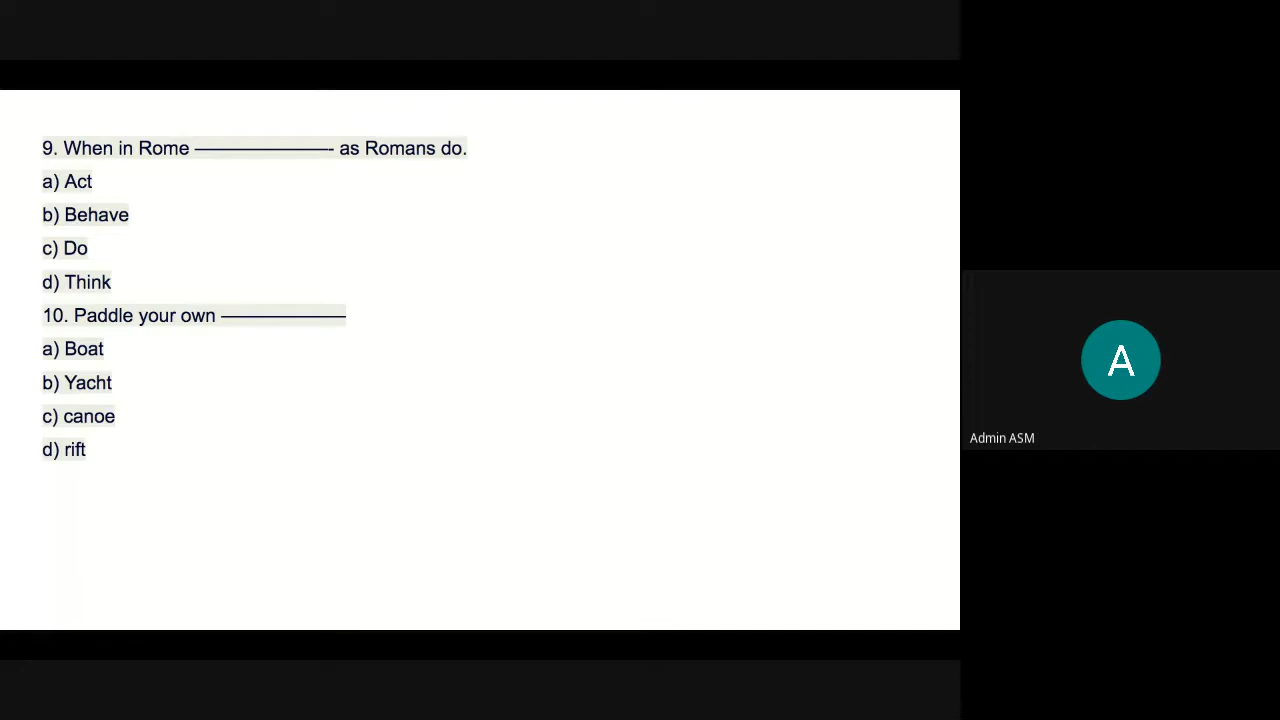 9. When in Rome ——————— as Romans do.
a) Act
b) Behave
c) Do
d) Think
10. Paddle your own ——————
a) Boat
b) Yacht
c) canoe
d) rift
A
Admin ASM